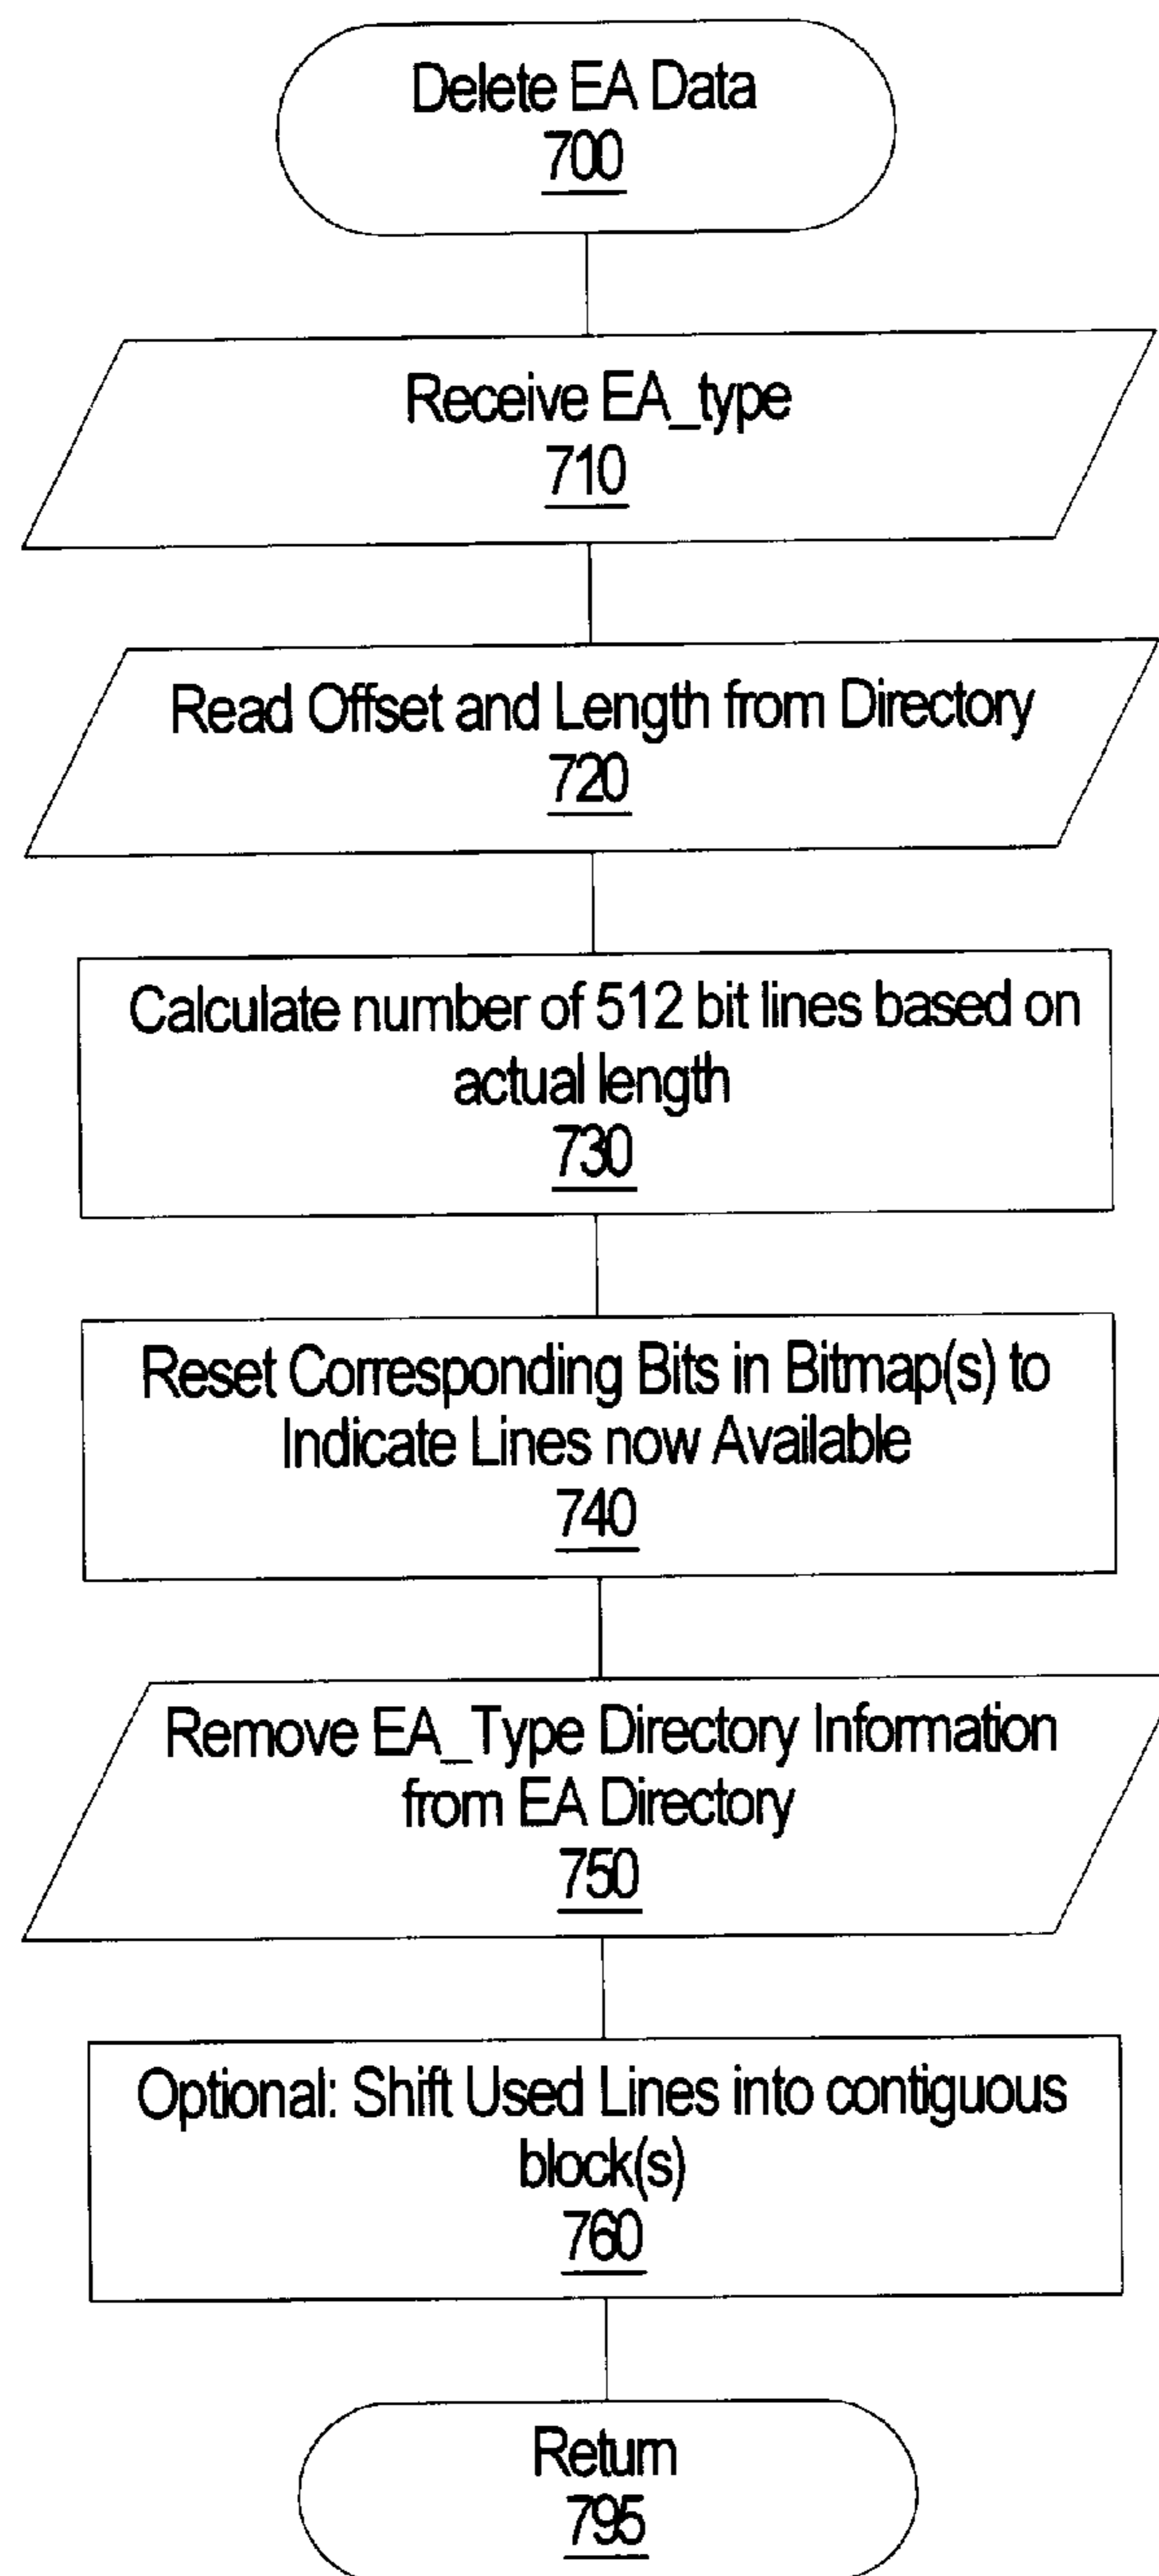 Delete EA Data
700
Receive EA_type
710
Read Offset and Length from Directory
720
Calculate number of 512 bit lines based on
actual length
730
Reset Corresponding Bits in Bitmap(s) to
Indicate Lines now Available
740
Remove EA_Type Directory Information
from EA Directory
750
Optional: Shift Used Lines into contiguous
block(s)
760
Return
795